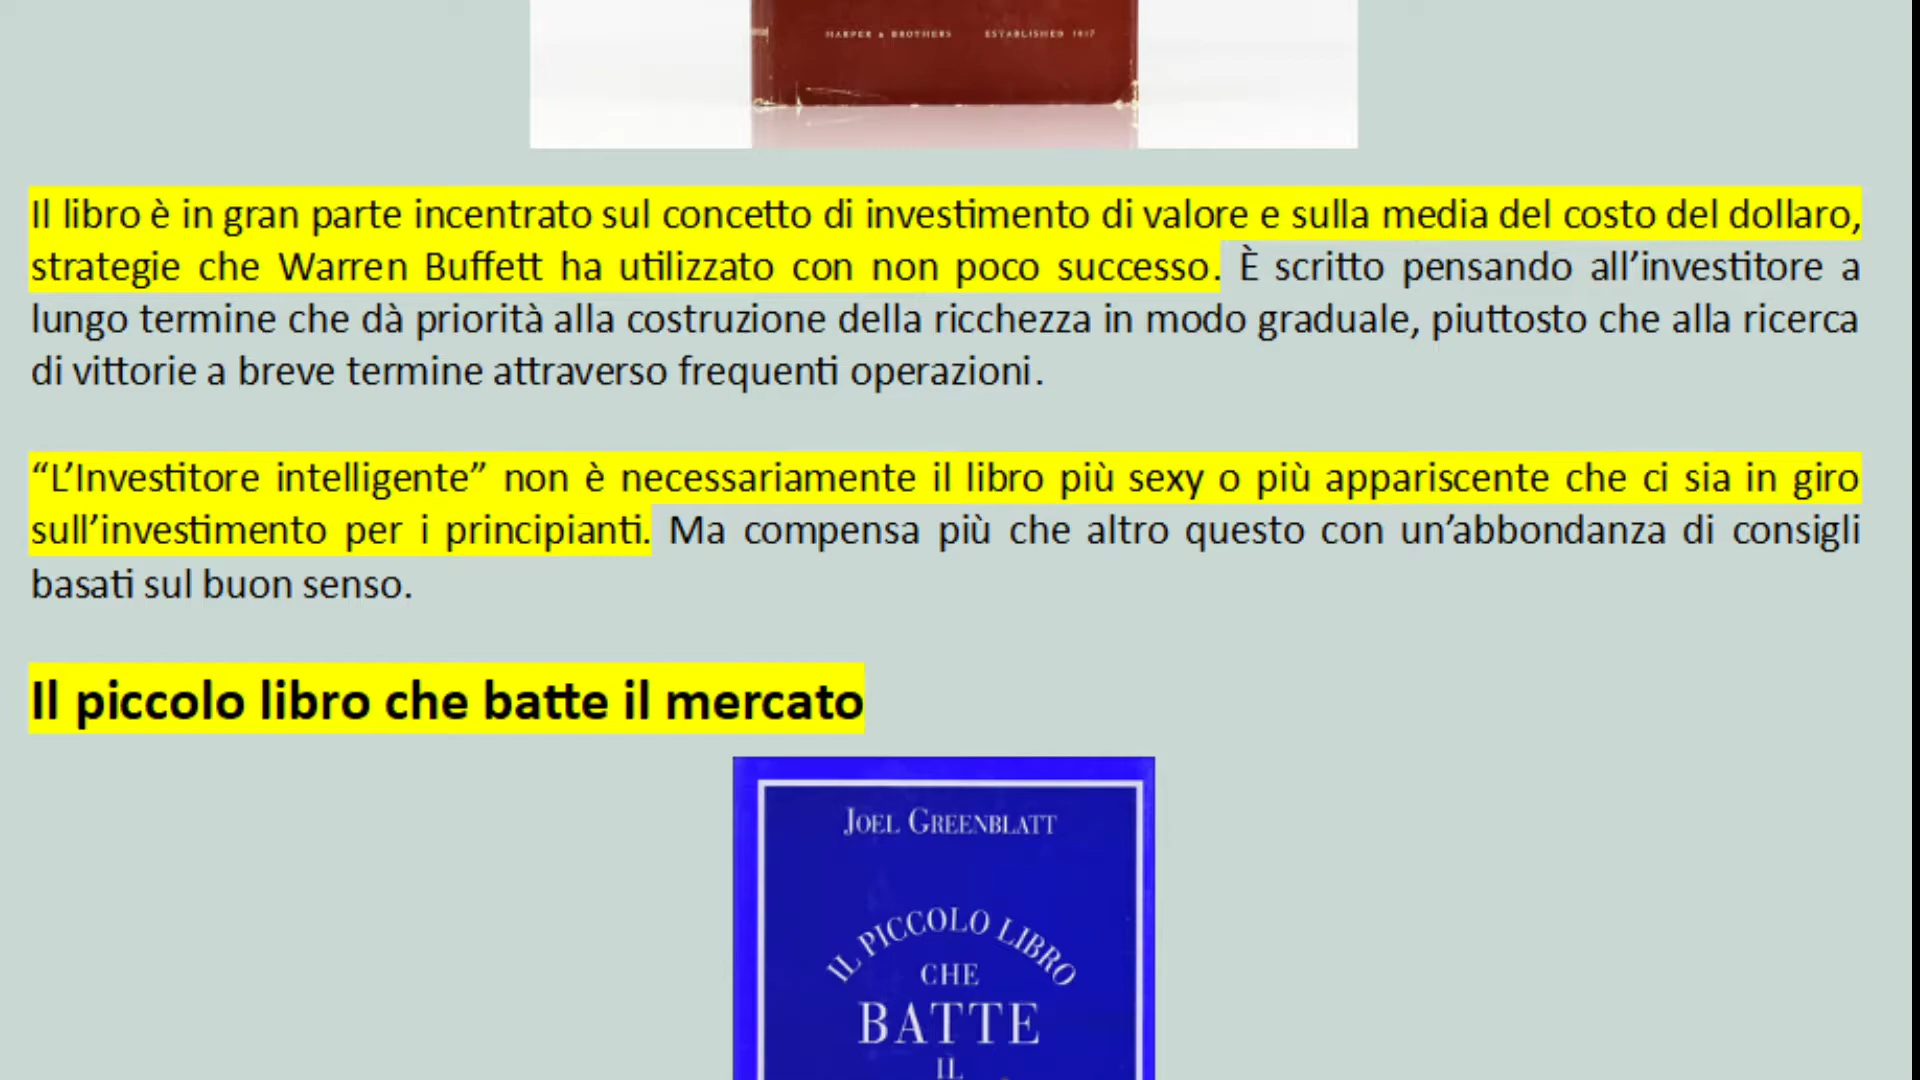 HARPER & BROTHERS ESTABLISHED 1817
Il libro è in gran parte incentrato sul concetto di investimento di valore e sulla media del costo del dollaro,
strategie che Warren Buffett ha utilizzato con non poco successo. È scritto pensando all’investitore a
lungo termine che dà priorità alla costruzione della ricchezza in modo graduale, piuttosto che alla ricerca
di vittorie a breve termine attraverso frequenti operazioni.
“L’Investitore intelligente” non è necessariamente il libro più sexy o più appariscente che ci sia in giro
sull’investimento per i principianti. Ma compensa più che altro questo con un’abbondanza di consigli
basati sul buon senso.
Il piccolo libro che batte il mercato
JOEL GREENBLATT
IL PICCOLO LIBRO
CHE
BATTE
IL